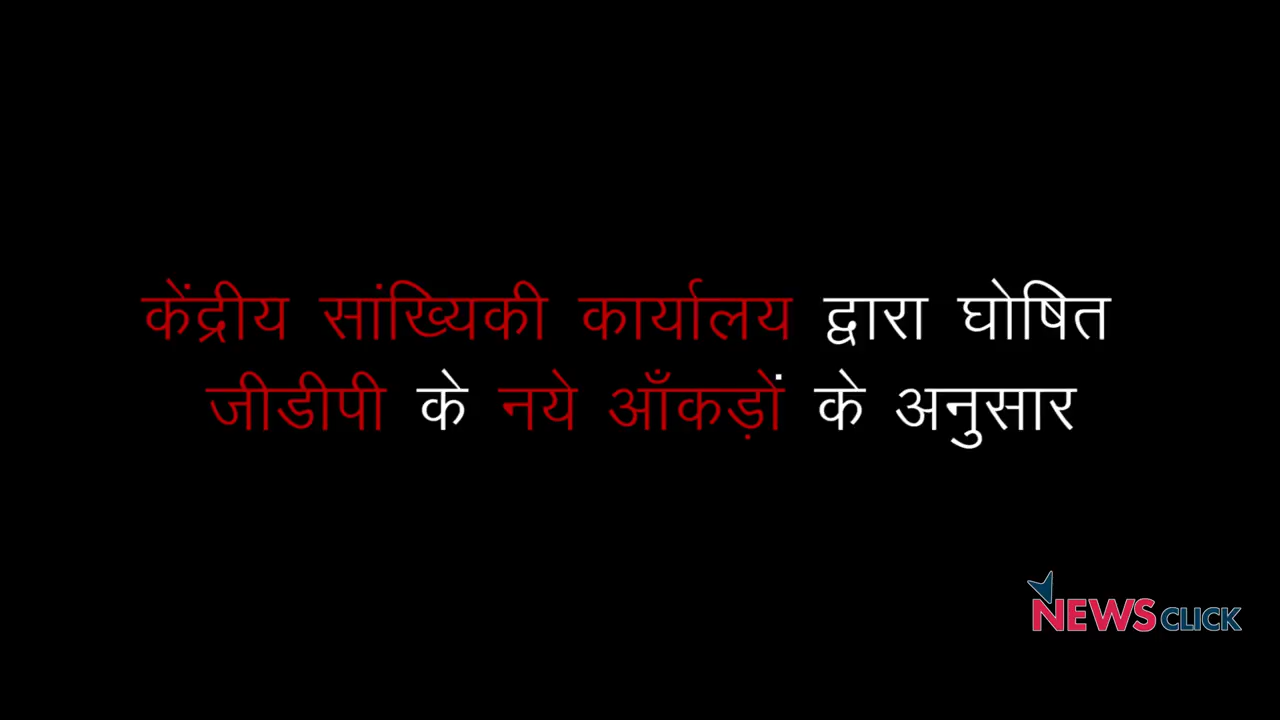 केंद्रीय सांख्यिकी कार्यालय द्वारा घोषित
जीडीपी के नये आँकड़ों के अनुसार
NEWSCLICK